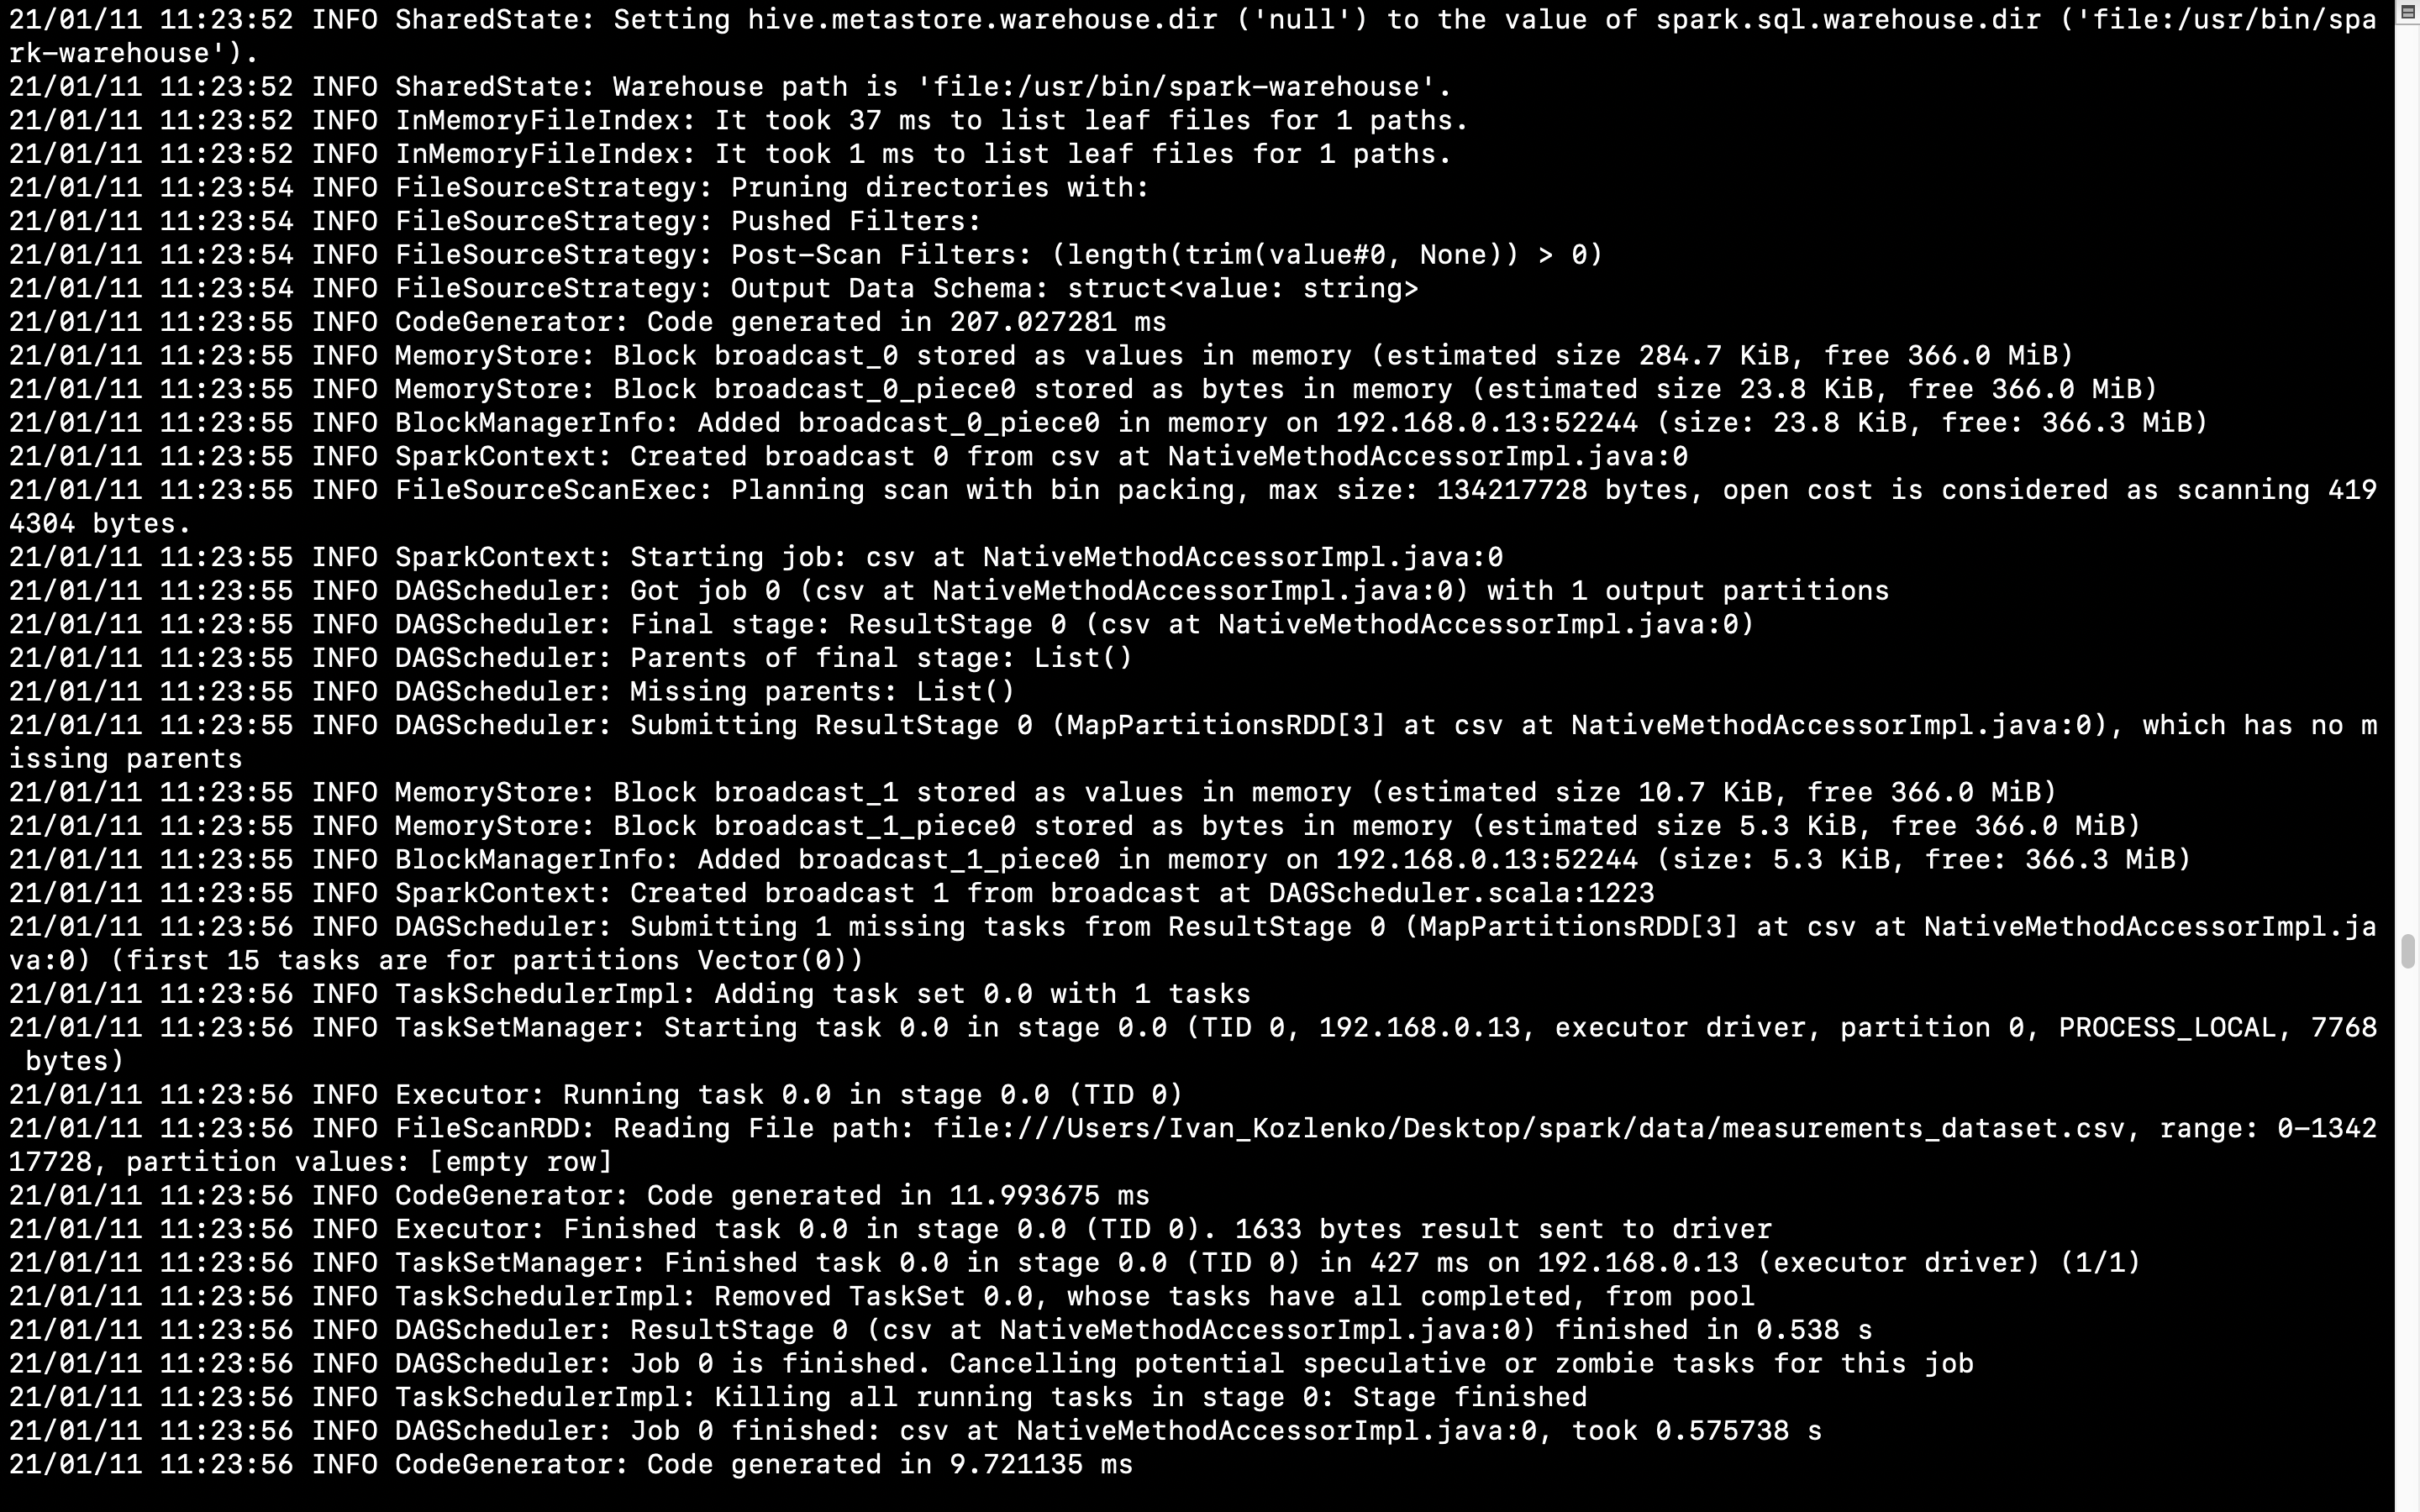 21/01/11 11:23:52 INFO SharedState: Setting hive.metastore.warehouse.dir ('null') to the value of spark.sql.warehouse.dir ('file:/usr/bin/spa
rk-warehouse').
21/01/11 11:23:52 INFO SharedState: Warehouse path is 'file:/usr/bin/spark-warehouse'.
21/01/11 11:23:52 INFO InMemoryFileIndex: It took 37 ms to list leaf files for 1 paths.
21/01/11 11:23:52 INFO InMemoryFileIndex: It took 1 ms to list leaf files for 1 paths.
21/01/11 11:23:54 INFO FileSourceStrategy: Pruning directories with:
21/01/11 11:23:54 INFO FileSourceStrategy: Pushed Filters:
21/01/11 11:23:54 INFO FileSourceStrategy: Post-Scan Filters: (length(trim(value#0, None)) > 0)
21/01/11 11:23:54 INFO FileSourceStrategy: Output Data Schema: struct<value: string>
21/01/11 11:23:55 INFO CodeGenerator: Code generated in 207.027281 ms
21/01/11 11:23:55 INFO MemoryStore: Block broadcast_0 stored as values in memory (estimated size 284.7 KiB, free 366.0 MiB)
21/01/11 11:23:55 INFO MemoryStore: Block broadcast_0_piece0 stored as bytes in memory (estimated size 23.8 KiB, free 366.0 MiB)
21/01/11 11:23:55 INFO BlockManagerInfo: Added broadcast_0_piece0 in memory on 192.168.0.13:52244 (size: 23.8 KiB, free: 366.3 MiB)
21/01/11 11:23:55 INFO SparkContext: Created broadcast 0 from csv at NativeMethodAccessorImpl.java:0
21/01/11 11:23:55 INFO FileSourceScanExec: Planning scan with bin packing, max size: 134217728 bytes, open cost is considered as scanning 419
4304 bytes.
21/01/11 11:23:55 INFO SparkContext: Starting job: csv at NativeMethodAccessorImpl.java:0
21/01/11 11:23:55 INFO DAGScheduler: Got job 0 (csv at NativeMethodAccessorImpl.java:0) with 1 output partitions
21/01/11 11:23:55 INFO DAGScheduler: Final stage: ResultStage 0 (csv at NativeMethodAccessorImpl.java:0)
21/01/11 11:23:55 INFO DAGScheduler: Parents of final stage: List()
21/01/11 11:23:55 INFO DAGScheduler: Missing parents: List()
21/01/11 11:23:55 INFO DAGScheduler: Submitting ResultStage 0 (MapPartitionsRDD[3] at csv at NativeMethodAccessorImpl.java:0), which has no m
issing parents
21/01/11 11:23:55 INFO MemoryStore: Block broadcast_1 stored as values in memory (estimated size 10.7 KiB, free 366.0 MiB)
21/01/11 11:23:55 INFO MemoryStore: Block broadcast_1_piece0 stored as bytes in memory (estimated size 5.3 KiB, free 366.0 MiB)
21/01/11 11:23:55 INFO BlockManagerInfo: Added broadcast_1_piece0 in memory on 192.168.0.13:52244 (size: 5.3 KiB, free: 366.3 MiB)
21/01/11 11:23:55 INFO SparkContext: Created broadcast 1 from broadcast at DAGScheduler.scala:1223
21/01/11 11:23:56 INFO DAGScheduler: Submitting 1 missing tasks from ResultStage 0 (MapPartitionsRDD[3] at csv at NativeMethodAccessorImpl.ja
va:0) (first 15 tasks are for partitions Vector(0))
21/01/11 11:23:56 INFO TaskSchedulerImpl: Adding task set 0.0 with 1 tasks
21/01/11 11:23:56 INFO TaskSetManager: Starting task 0.0 in stage 0.0 (TID 0, 192.168.0.13, executor driver, partition 0, PROCESS_LOCAL, 7768
 bytes)
21/01/11 11:23:56 INFO Executor: Running task 0.0 in stage 0.0 (TID 0)
21/01/11 11:23:56 INFO FileScanRDD: Reading File path: file:///Users/Ivan_Kozlenko/Desktop/spark/data/measurements_dataset.csv, range: 0-1342
17728, partition values: [empty row]
21/01/11 11:23:56 INFO CodeGenerator: Code generated in 11.993675 ms
21/01/11 11:23:56 INFO Executor: Finished task 0.0 in stage 0.0 (TID 0). 1633 bytes result sent to driver
21/01/11 11:23:56 INFO TaskSetManager: Finished task 0.0 in stage 0.0 (TID 0) in 427 ms on 192.168.0.13 (executor driver) (1/1)
21/01/11 11:23:56 INFO TaskSchedulerImpl: Removed TaskSet 0.0, whose tasks have all completed, from pool
21/01/11 11:23:56 INFO DAGScheduler: ResultStage 0 (csv at NativeMethodAccessorImpl.java:0) finished in 0.538 s
21/01/11 11:23:56 INFO DAGScheduler: Job 0 is finished. Cancelling potential speculative or zombie tasks for this job
21/01/11 11:23:56 INFO TaskSchedulerImpl: Killing all running tasks in stage 0: Stage finished
21/01/11 11:23:56 INFO DAGScheduler: Job 0 finished: csv at NativeMethodAccessorImpl.java:0, took 0.575738 s
21/01/11 11:23:56 INFO CodeGenerator: Code generated in 9.721135 ms